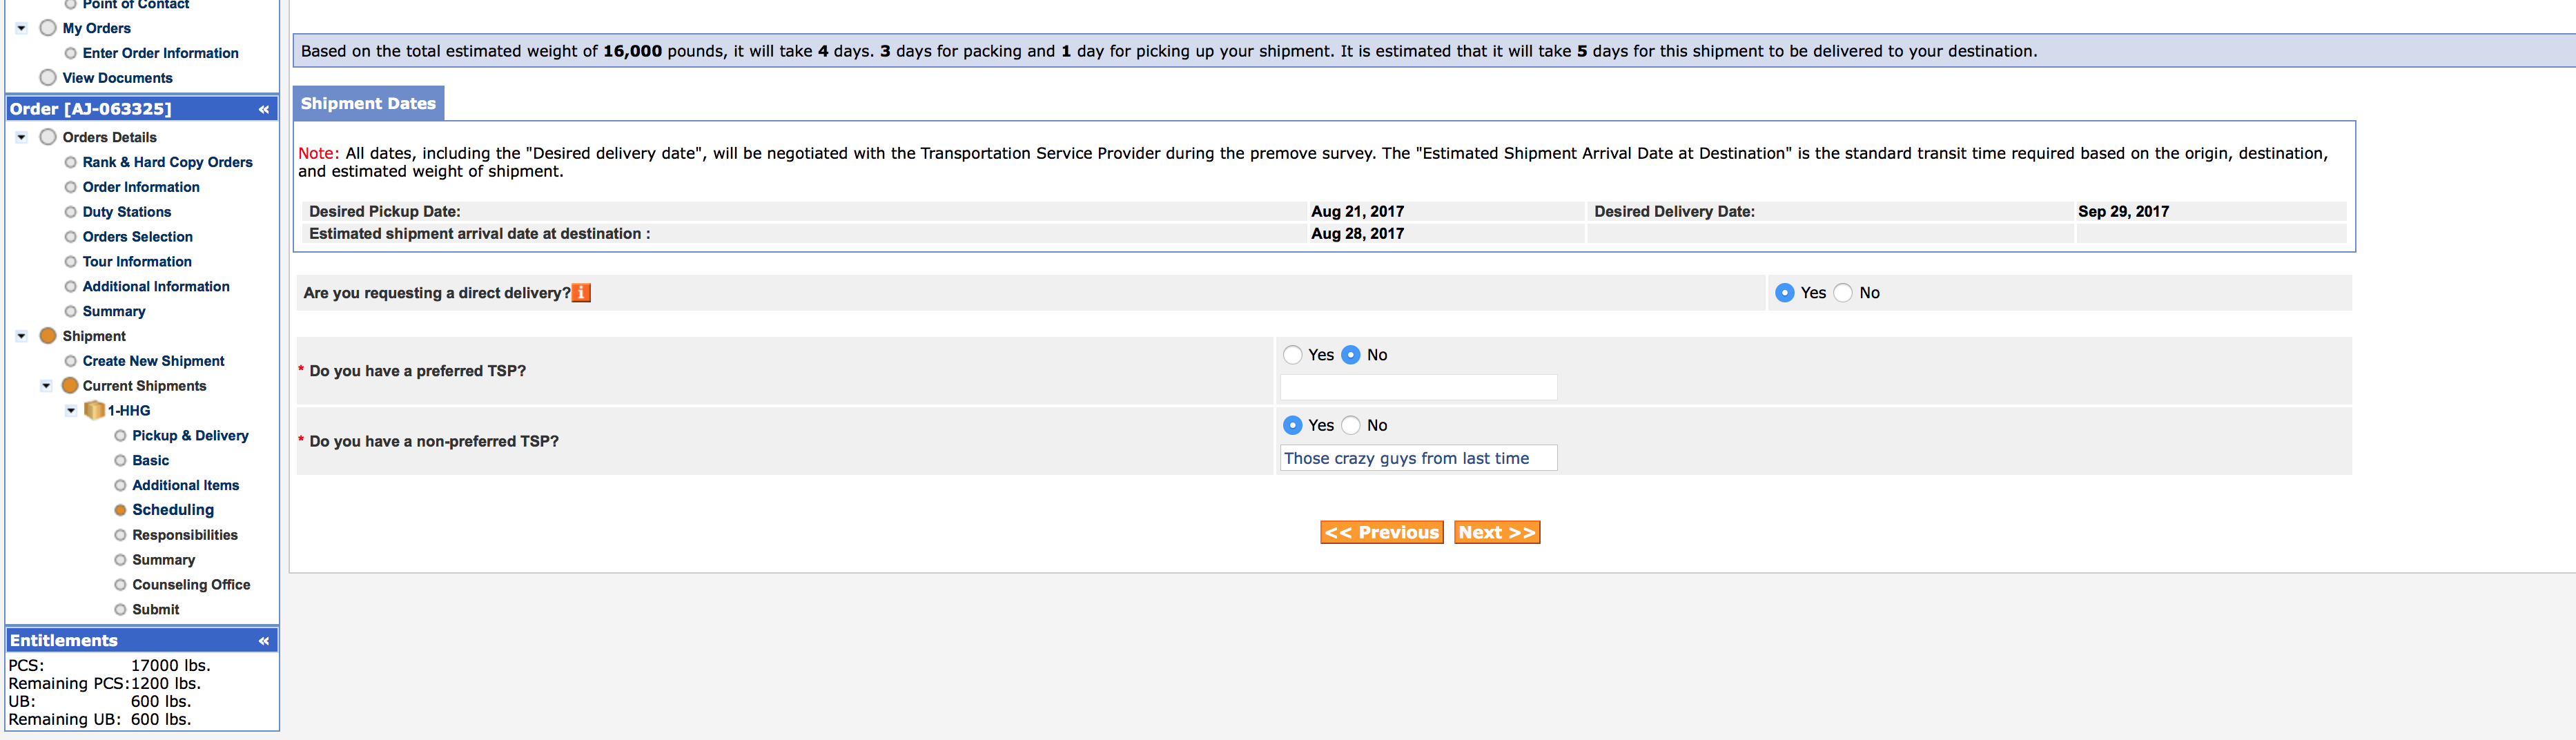 Point of Contact
My Orders
Enter Order Information
View Documents
Order [AJ-063325] «
Orders Details
Rank & Hard Copy Orders
Order Information
Duty Stations
Orders Selection
Tour Information
Additional Information
Summary
Shipment
Create New Shipment
Current Shipments
1-HHG
Pickup & Delivery
Basic
Additional Items
Scheduling
Responsibilities
Summary
Counseling Office
Submit
Entitlements «
PCS: 17000 lbs.
Remaining PCS: 1200 lbs.
UB: 600 lbs.
Remaining UB: 600 lbs.
Based on the total estimated weight of 16,000 pounds, it will take 4 days. 3 days for packing and 1 day for picking up your shipment. It is estimated that it will take 5 days for this shipment to be delivered to your destination.
Shipment Dates
Note: All dates, including the "Desired delivery date", will be negotiated with the Transportation Service Provider during the premove survey. The "Estimated Shipment Arrival Date at Destination" is the standard transit time required based on the origin, destination,
and estimated weight of shipment.
Desired Pickup Date: Aug 21, 2017 Desired Delivery Date: Sep 29, 2017
Estimated shipment arrival date at destination : Aug 28, 2017
Are you requesting a direct delivery? i Yes No
* Do you have a preferred TSP? Yes No
* Do you have a non-preferred TSP? Yes No
Those crazy guys from last time
<< Previous Next >>